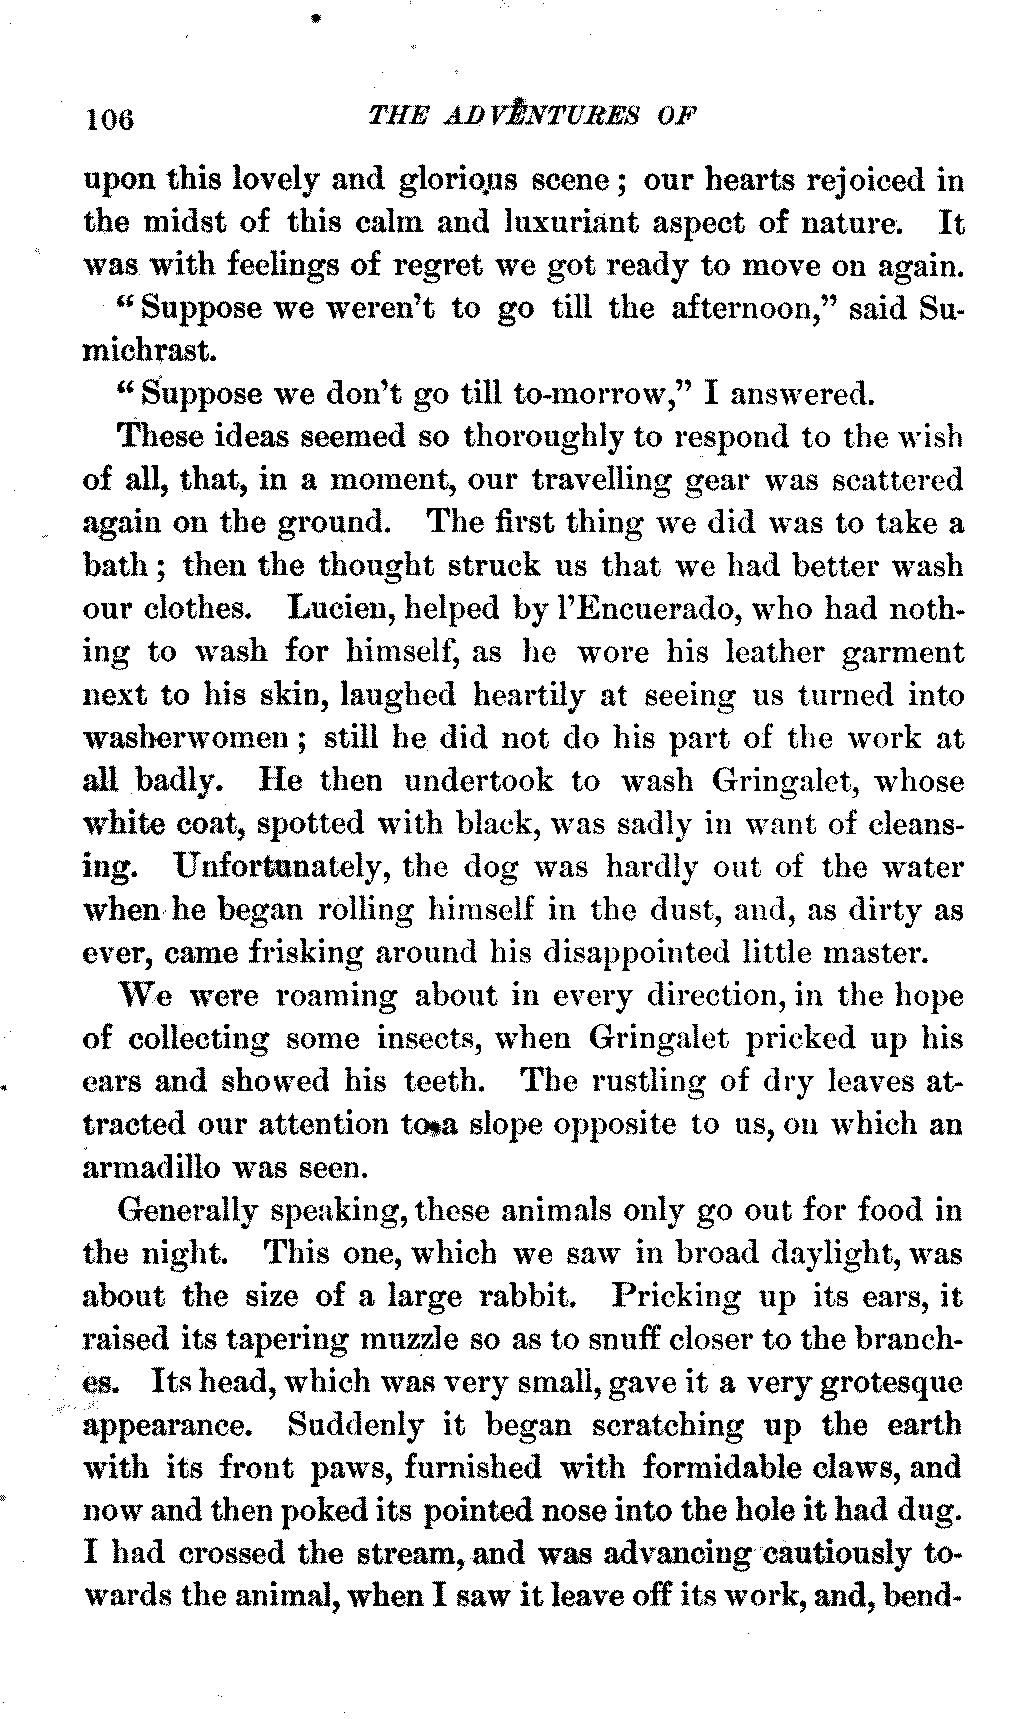 106 THE ADVENTURES OF
upon this lovely and glorious scene; our hearts rejoiced in
the midst of this calm and luxuriant aspect of nature. It
was with feelings of regret we got ready to move on again.
"Suppose we weren't to go till the afternoon," said Su-
michrast.
"Suppose we don't go till to-morrow," I answered.
These ideas seemed so thoroughly to respond to the wish
of all, that, in a moment, our travelling gear was scattered
again on the ground. The first thing we did was to take a
bath; then the thought struck us that we had better wash
our clothes. Lucien, helped by l'Encuerado, who had noth-
ing to wash for himself, as he wore his leather garment
next to his skin, laughed heartily at seeing us turned into
washerwomen; still he did not do his part of the work at
all badly. He then undertook to wash Gringalet, whose
white coat, spotted with black, was sadly in want of cleans-
ing. Unfortunately, the dog was hardly out of the water
when he began rolling himself in the dust, and, as dirty as
ever, came frisking around his disappointed little master.
We were roaming about in every direction, in the hope
of collecting some insects, when Gringalet pricked up his
ears and showed his teeth. The rustling of dry leaves at-
tracted our attention to a slope opposite to us, on which an
armadillo was seen.
Generally speaking, these animals only go out for food in
the night. This one, which we saw in broad daylight, was
about the size of a large rabbit. Pricking up its ears, it
raised its tapering muzzle so as to snuff closer to the branch-
es. Its head, which was very small, gave it a very grotesque
appearance. Suddenly it began scratching up the earth
with its front paws, furnished with formidable claws, and
now and then poked its pointed nose into the hole it had dug.
I had crossed the stream, and was advancing cautiously to-
wards the animal, when I saw it leave off its work, and, bend-